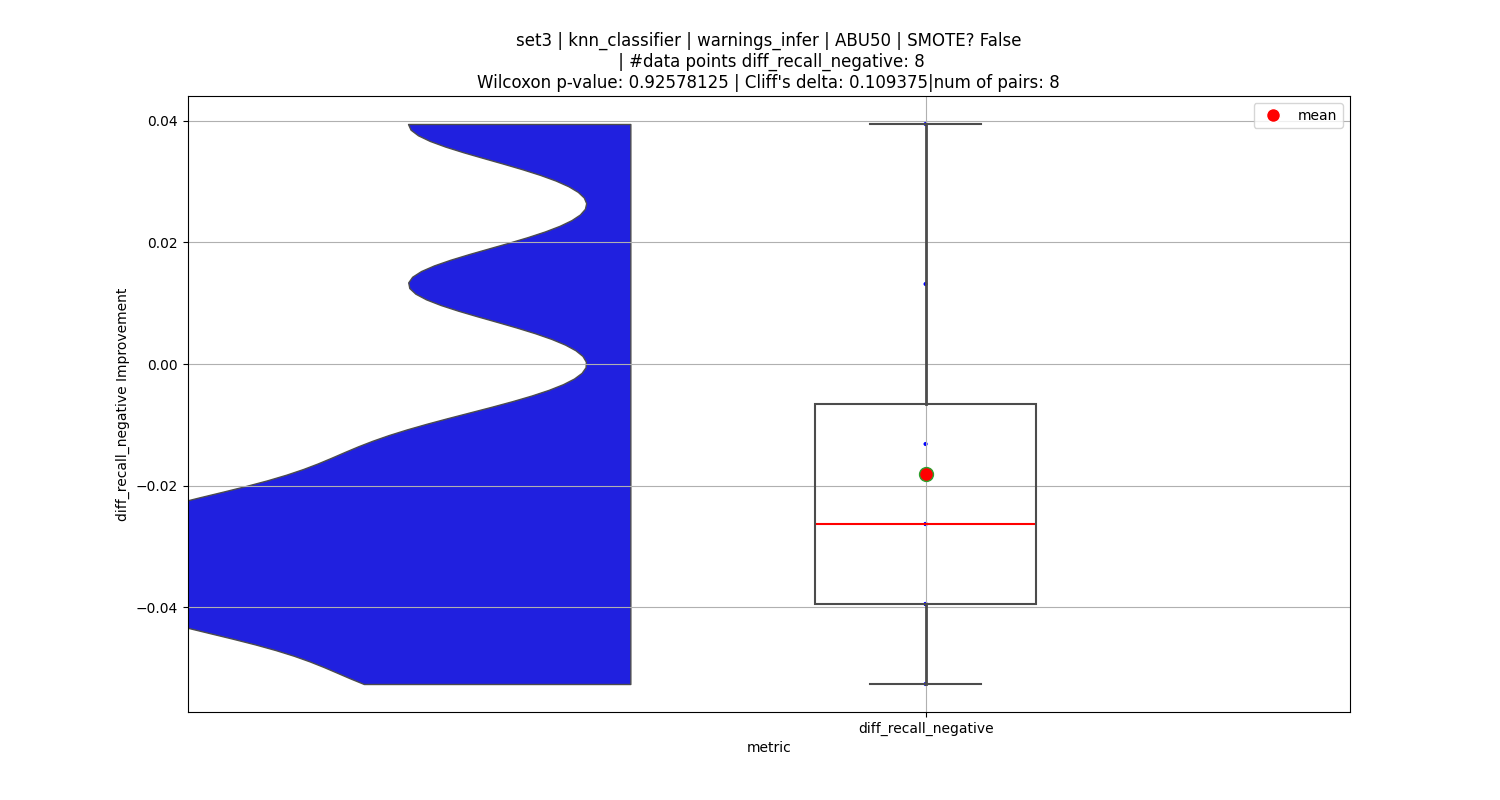 set3 | knn_classifier | warnings_infer | ABU50 | SMOTE? False
| #data points diff_recall_negative: 8
Wilcoxon p-value: 0.92578125 | Cliff's delta: 0.109375|num of pairs: 8
mean
0.04
0.02
0.00
−0.02
−0.04
diff_recall_negative Improvement
diff_recall_negative
metric